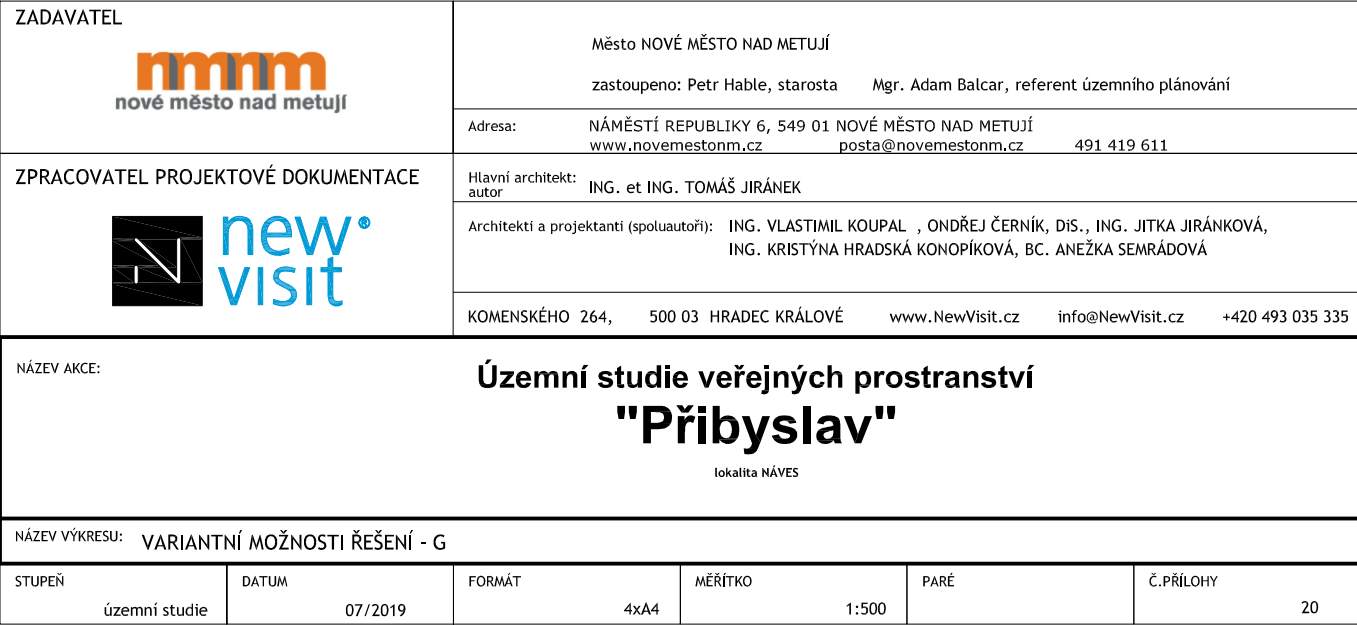 ZADAVATEL
nmnm
nové město nad metují
Město NOVÉ MĚSTO NAD METUJÍ
zastoupeno: Petr Hable, starosta Mgr. Adam Balcar, referent územního plánování
Adresa: NÁMĚSTÍ REPUBLIKY 6, 549 01 NOVÉ MĚSTO NAD METUJÍ
www.novemestonm.cz posta@novemestonm.cz 491 419 611
ZPRACOVATEL PROJEKTOVÉ DOKUMENTACE
N new®
visit
Hlavní architekt:
autor ING. et ING. TOMÁŠ JIRÁNEK
Architekti a projektanti (spoluautoři): ING. VLASTIMIL KOUPAL , ONDŘEJ ČERNÍK, DiS., ING. JITKA JIRÁNKOVÁ,
ING. KRISTÝNA HRADSKÁ KONOPÍKOVÁ, BC. ANEŽKA SEMRÁDOVÁ
KOMENSKÉHO 264, 500 03 HRADEC KRÁLOVÉ www.NewVisit.cz info@NewVisit.cz +420 493 035 335
NÁZEV AKCE:
Územní studie veřejných prostranství
"Přibyslav"
lokalita NÁVES
NÁZEV VÝKRESU: VARIANTNÍ MOŽNOSTI ŘEŠENÍ - G
STUPEŇ DATUM FORMÁT MĚŘÍTKO PARÉ Č.PŘÍLOHY
územní studie 07/2019 4xA4 1:500 20